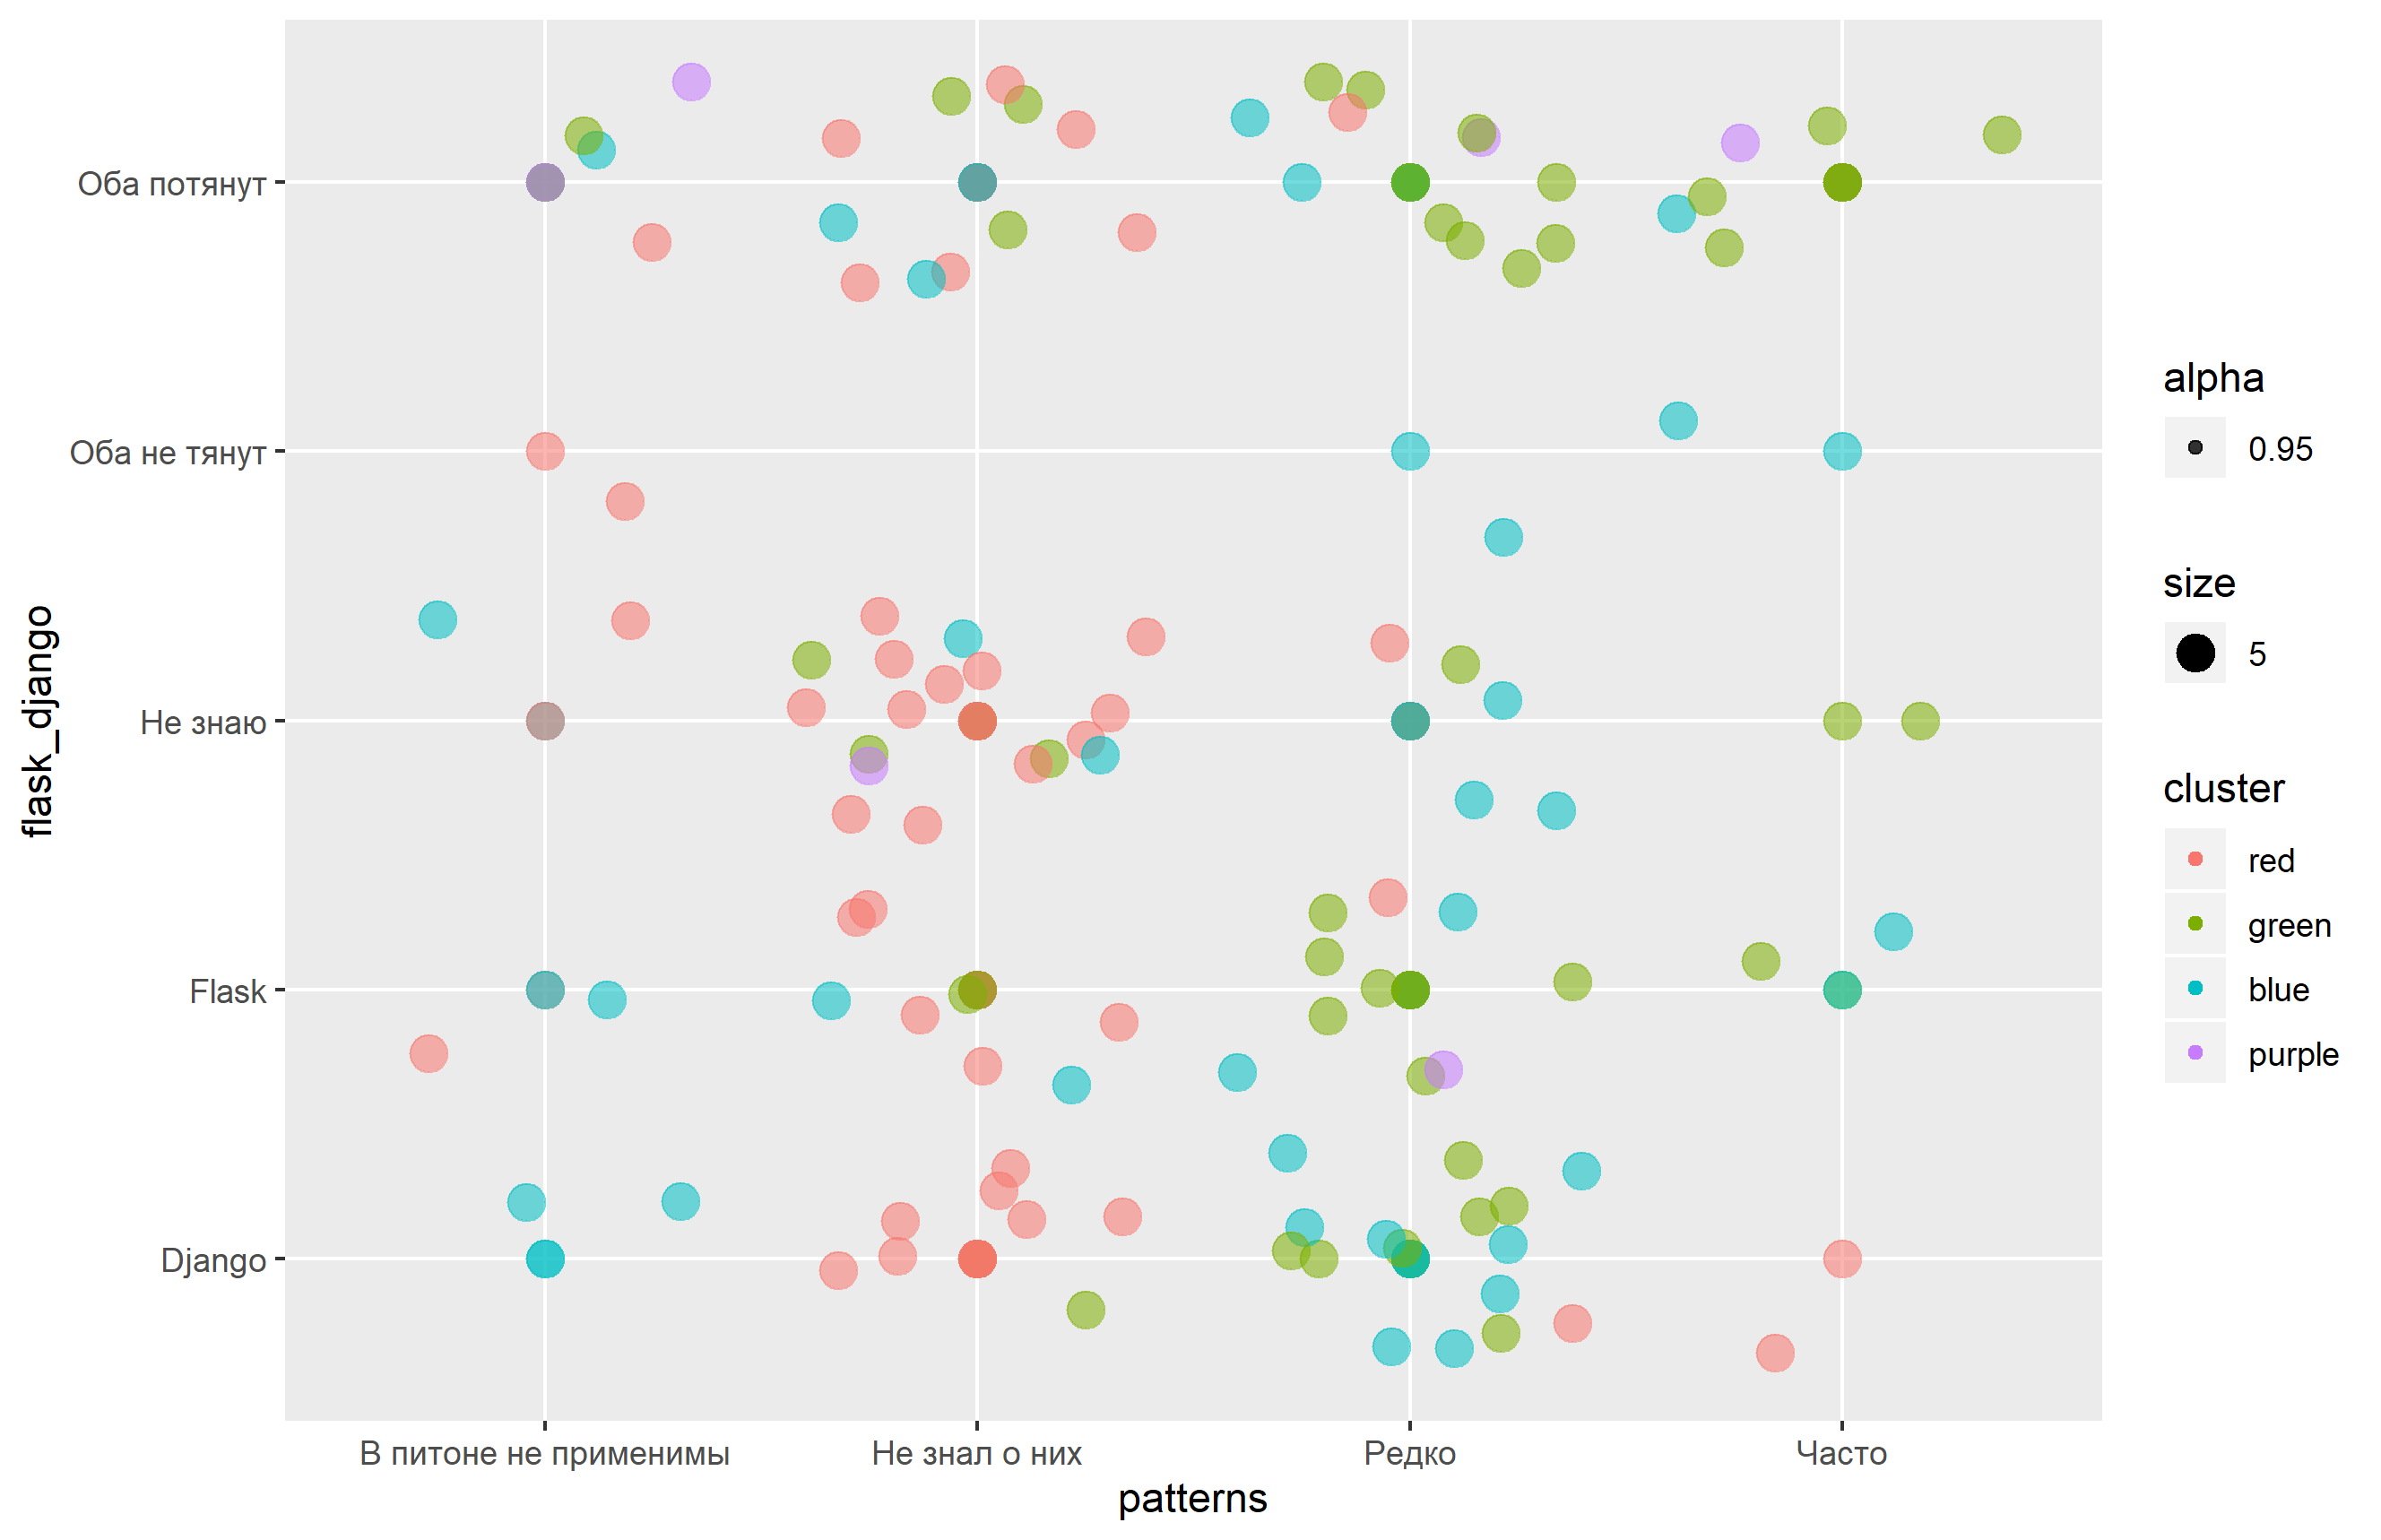 flask_django
Оба потянут
Оба не тянут
Не знаю
Flask
Django
В питоне не применимы
Не знал о них
Редко
Часто
patterns
alpha
0.95
size
5
cluster
red
green
blue
purple